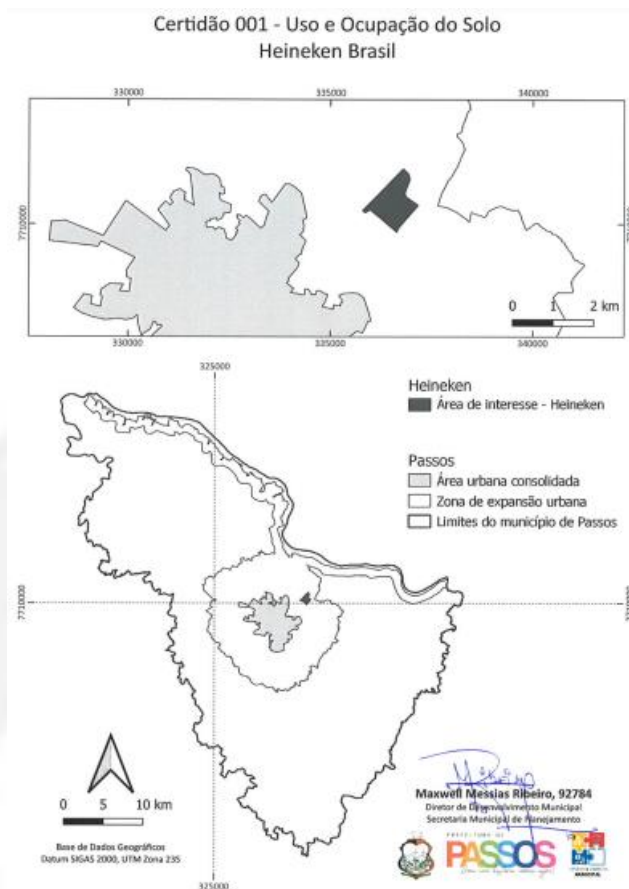 Certidão 001 - Uso e Ocupação do Solo
Heineken Brasil
330000
335000
340000
7710000
0 1 2 km
330000
335000
340000
325000
Heineken
Área de interesse - Heineken
Passos
Área urbana consolidada
Zona de expansão urbana
Limites do município de Passos
7710000
0 5 10 km
Base de Dados Geográficos
Datum SIGAS 2000, UTM Zona 23S
325000
Maxwell Messias Ribeiro, 92784
Diretor de Desenvolvimento Municipal
Secretaria Municipal de Planejamento
PREFEITURA DE
PASSOS